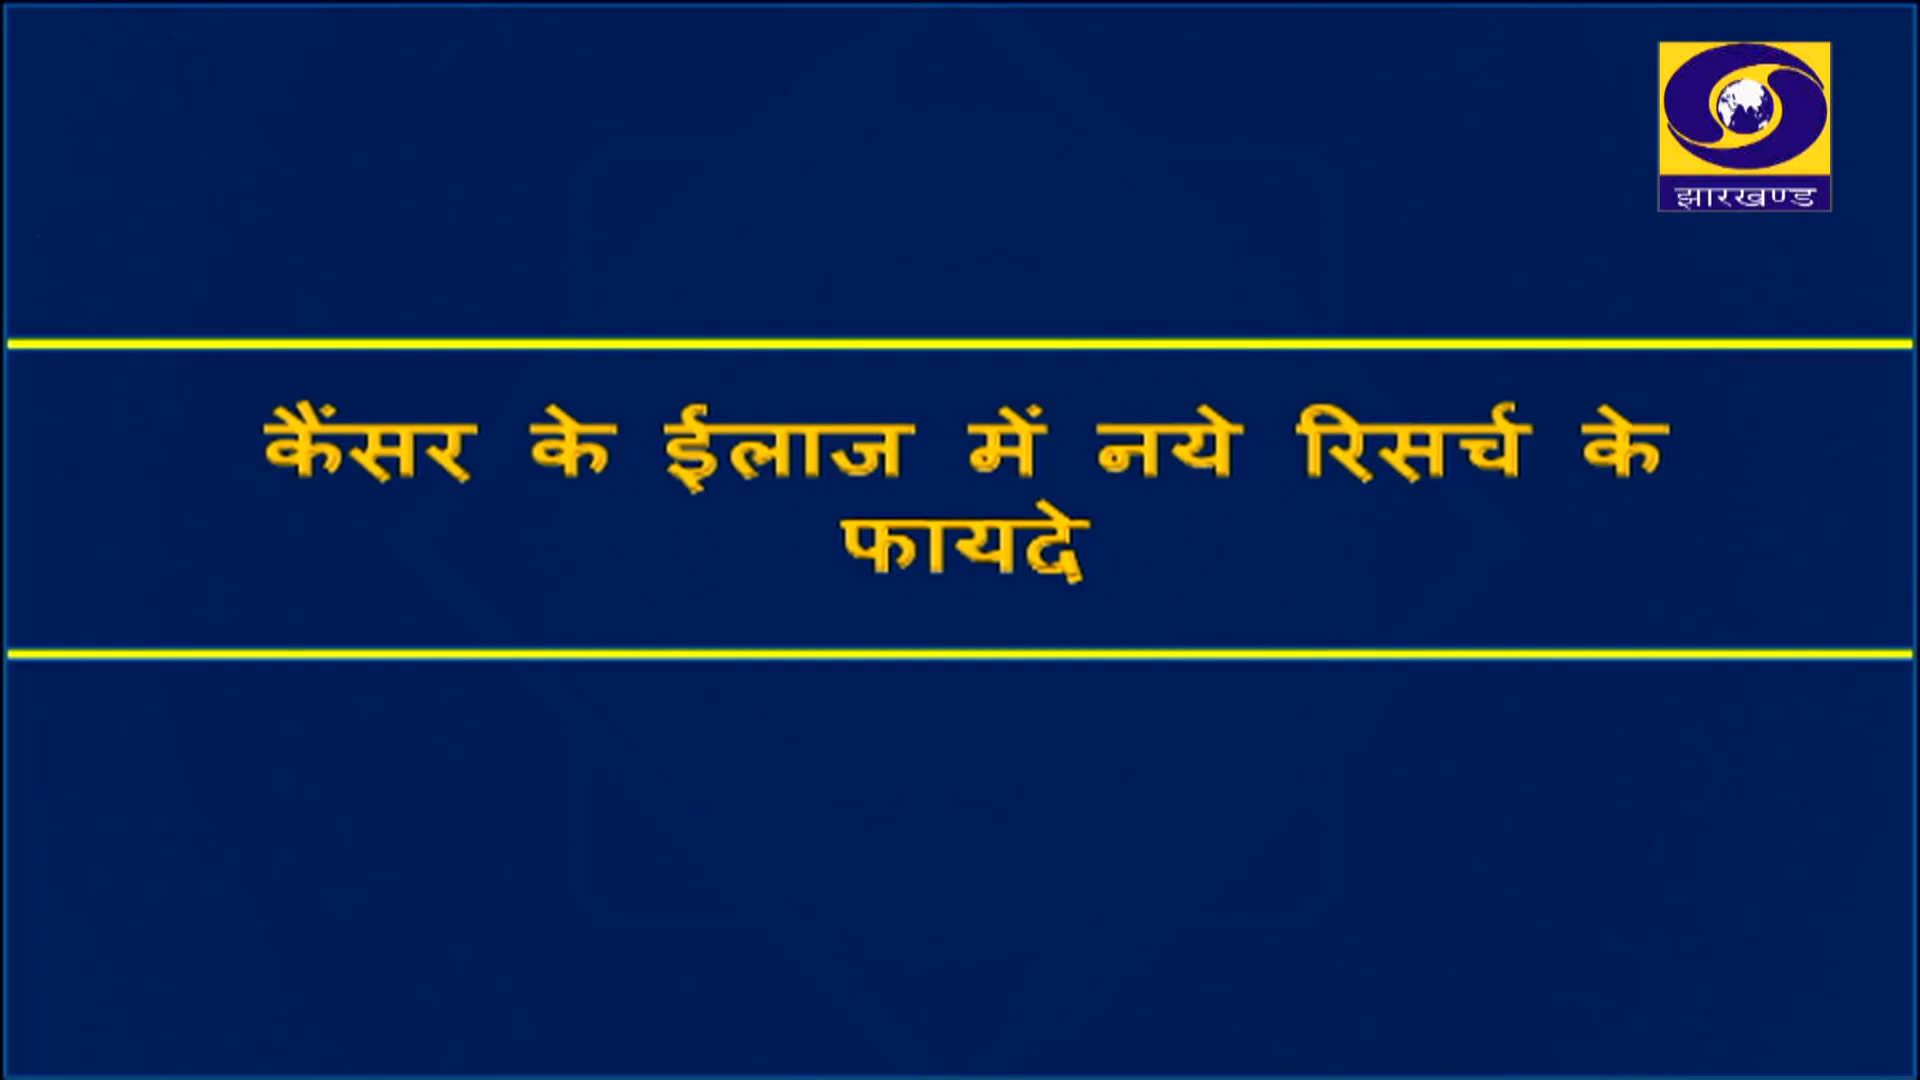 झारखण्ड
कैंसर के ईलाज में नये रिसर्च के
फायदे